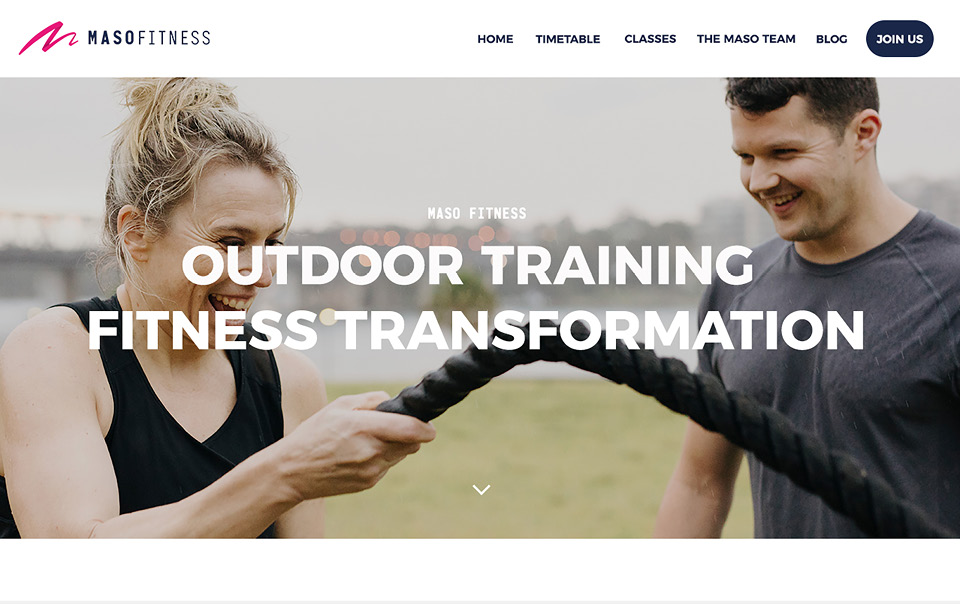 MASOFITNESS
HOME TIMETABLE CLASSES THE MASO TEAM BLOG JOIN US
MASO FITNESS
OUTDOOR TRAINING
FITNESS TRANSFORMATION